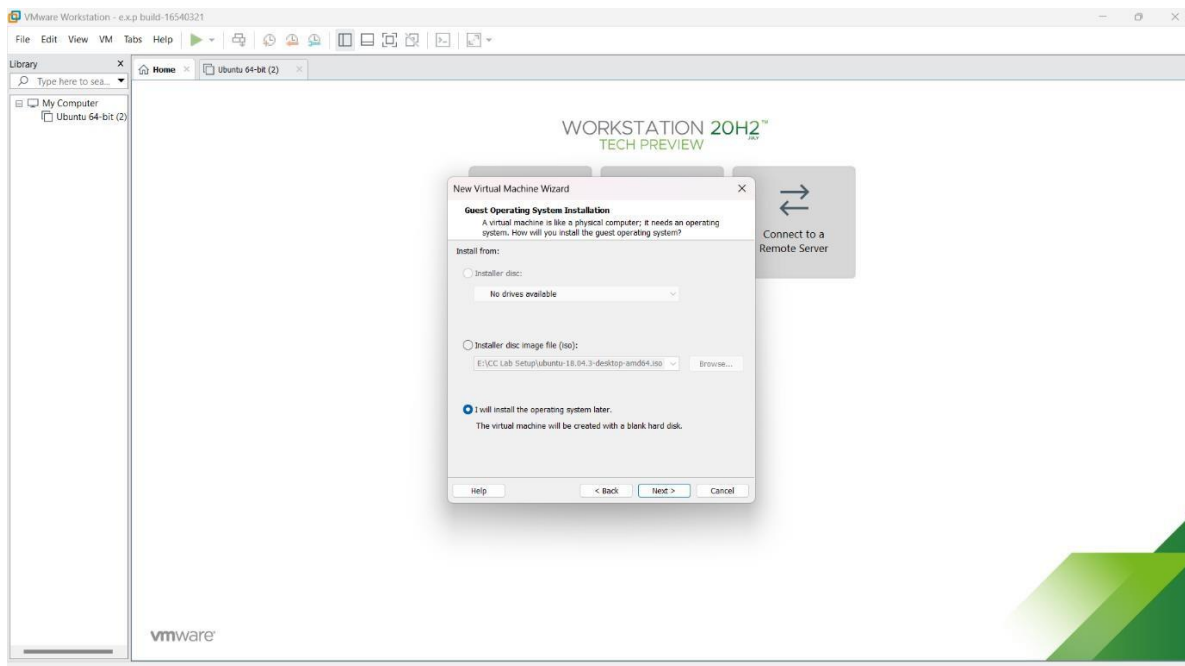 VMware Workstation - e.x.p build-16540321
File Edit View VM Tabs Help
Library X
Home
Ubuntu 64-bit (2)
Type here to sea...
My Computer
Ubuntu 64-bit (2)
WORKSTATION 20H2™
JULY
TECH PREVIEW
Connect to a
Remote Server
New Virtual Machine Wizard
Guest Operating System Installation
A virtual machine is like a physical computer; it needs an operating
system. How will you install the guest operating system?
Install from:
Installer disc:
No drives available
Installer disc image file (iso):
E:\CC Lab Setup\ubuntu-18.04.3-desktop-amd64.iso
Browse...
I will install the operating system later.
The virtual machine will be created with a blank hard disk.
Help
< Back
Next >
Cancel
vmware